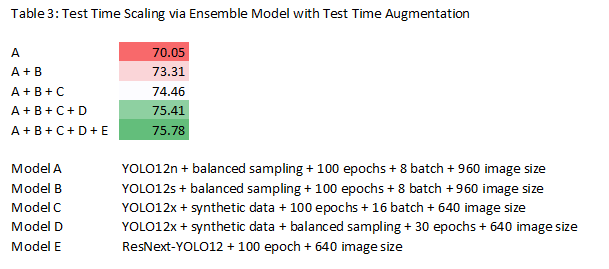 Table 3: Test Time Scaling via Ensemble Model with Test Time Augmentation
A 70.05
A + B 73.31
A + B + C 74.46
A + B + C + D 75.41
A + B + C + D + E 75.78
Model A YOLO12n + balanced sampling + 100 epochs + 8 batch + 960 image size
Model B YOLO12s + balanced sampling + 100 epochs + 8 batch + 960 image size
Model C YOLO12x + synthetic data + 100 epochs + 16 batch + 640 image size
Model D YOLO12x + synthetic data + balanced sampling + 30 epochs + 640 image size
Model E ResNext-YOLO12 + 100 epoch + 640 image size